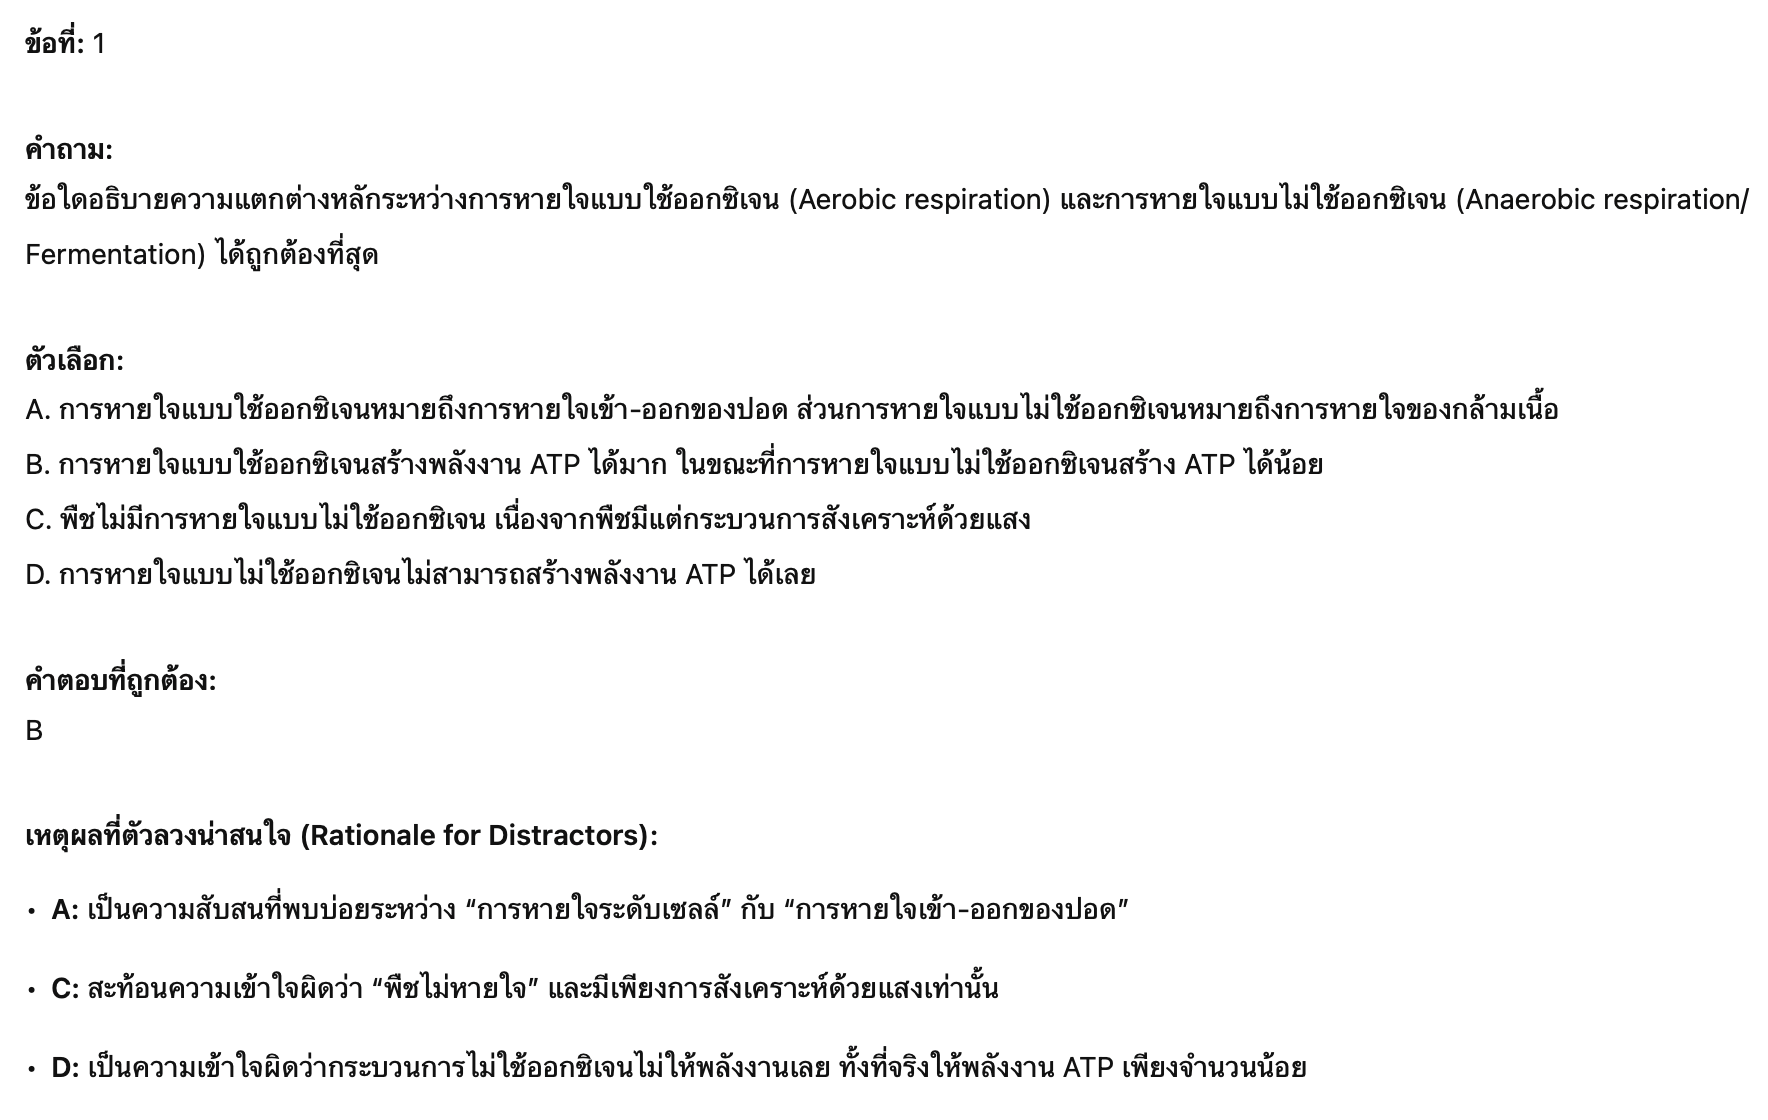 ข้อที่: 1
คำถาม:
ข้อใดอธิบายความแตกต่างหลักระหว่างการหายใจแบบใช้ออกซิเจน (Aerobic respiration) และการหายใจแบบไม่ใช้ออกซิเจน (Anaerobic respiration/
Fermentation) ได้ถูกต้องที่สุด
ตัวเลือก:
A. การหายใจแบบใช้ออกซิเจนหมายถึงการหายใจเข้า-ออกของปอด ส่วนการหายใจแบบไม่ใช้ออกซิเจนหมายถึงการหายใจของกล้ามเนื้อ
B. การหายใจแบบใช้ออกซิเจนสร้างพลังงาน ATP ได้มาก ในขณะที่การหายใจแบบไม่ใช้ออกซิเจนสร้าง ATP ได้น้อย
C. พืชไม่มีการหายใจแบบไม่ใช้ออกซิเจน เนื่องจากพืชมีแต่กระบวนการสังเคราะห์ด้วยแสง
D. การหายใจแบบไม่ใช้ออกซิเจนไม่สามารถสร้างพลังงาน ATP ได้เลย
คำตอบที่ถูกต้อง:
B
เหตุผลที่ตัวลวงน่าสนใจ (Rationale for Distractors):
• A: เป็นความสับสนที่พบบ่อยระหว่าง “การหายใจระดับเซลล์” กับ “การหายใจเข้า-ออกของปอด”
• C: สะท้อนความเข้าใจผิดว่า “พืชไม่หายใจ” และมีเพียงการสังเคราะห์ด้วยแสงเท่านั้น
• D: เป็นความเข้าใจผิดว่ากระบวนการไม่ใช้ออกซิเจนไม่ให้พลังงานเลย ทั้งที่จริงให้พลังงาน ATP เพียงจำนวนน้อย